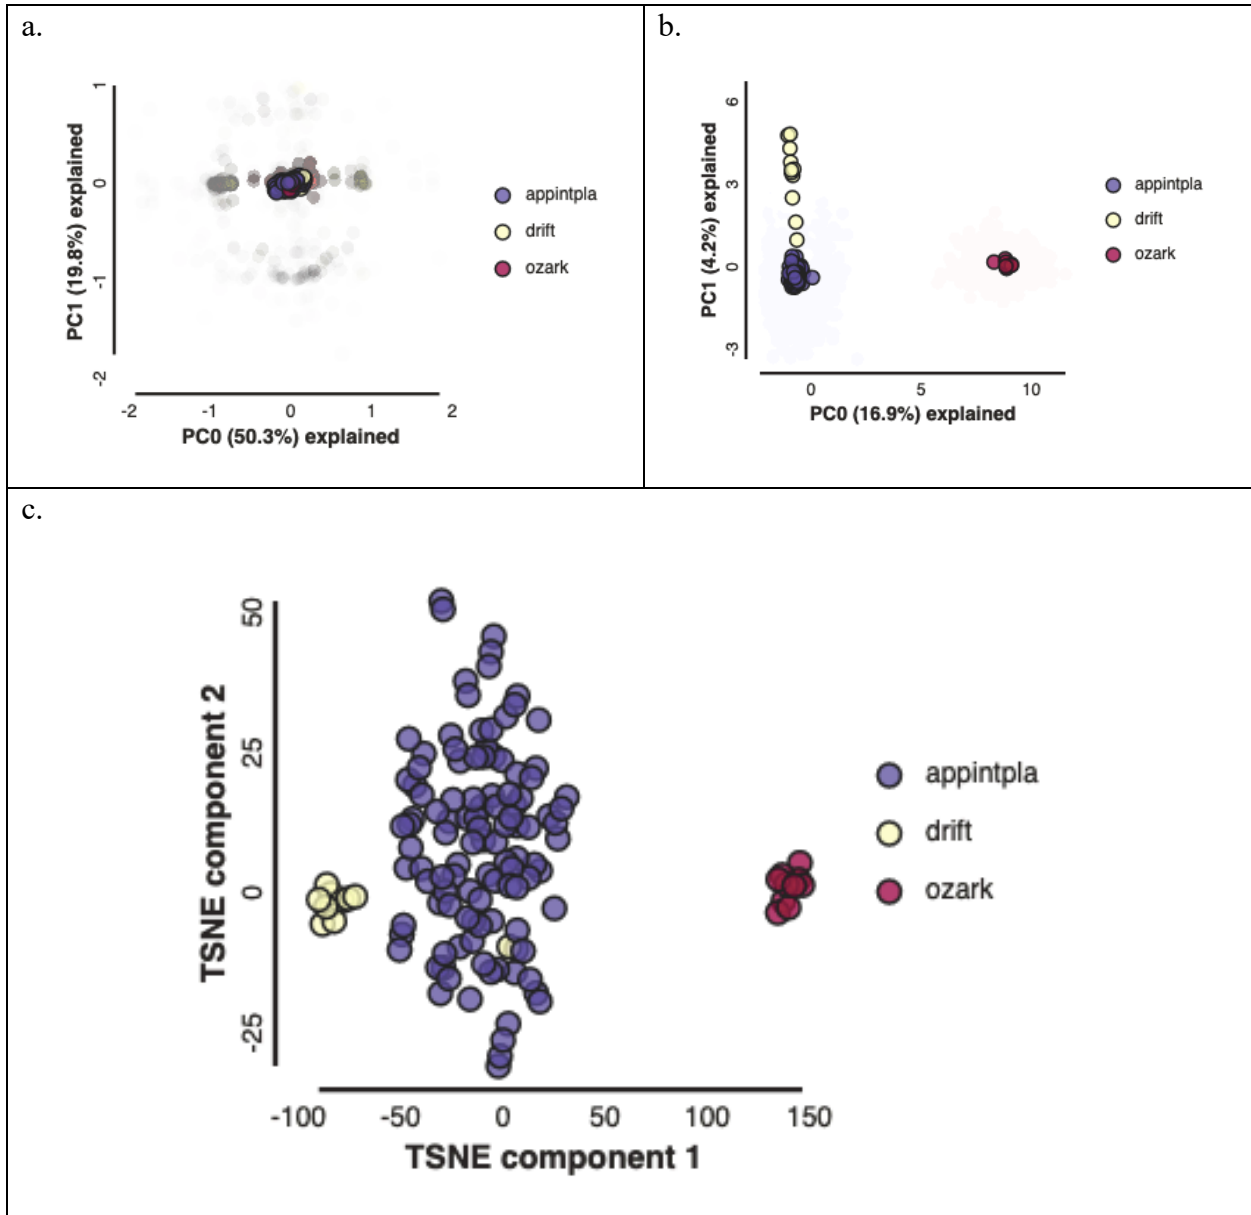 a.
1
0
-1
-2
PC1 (19.8%) explained
-2 -1 0 1 2
PC0 (50.3%) explained
appintpla
drift
ozark
b.
6
3
0
-3
PC1 (4.2%) explained
0 5 10
PC0 (16.9%) explained
appintpla
drift
ozark
c.
50
25
0
-25
TSNE component 2
-100 -50 0 50 100 150
TSNE component 1
appintpla
drift
ozark